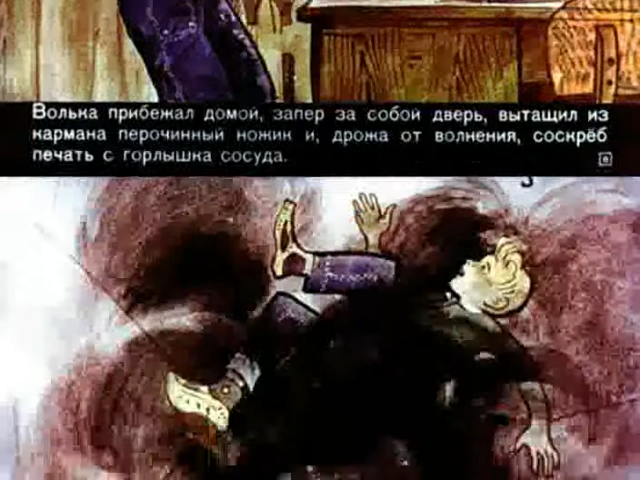 Волька прибежал домой, запер за собой дверь, вытащил из
кармана перочинный ножик и, дрожа от волнения, соскрёб
печать с горлышка сосуда.